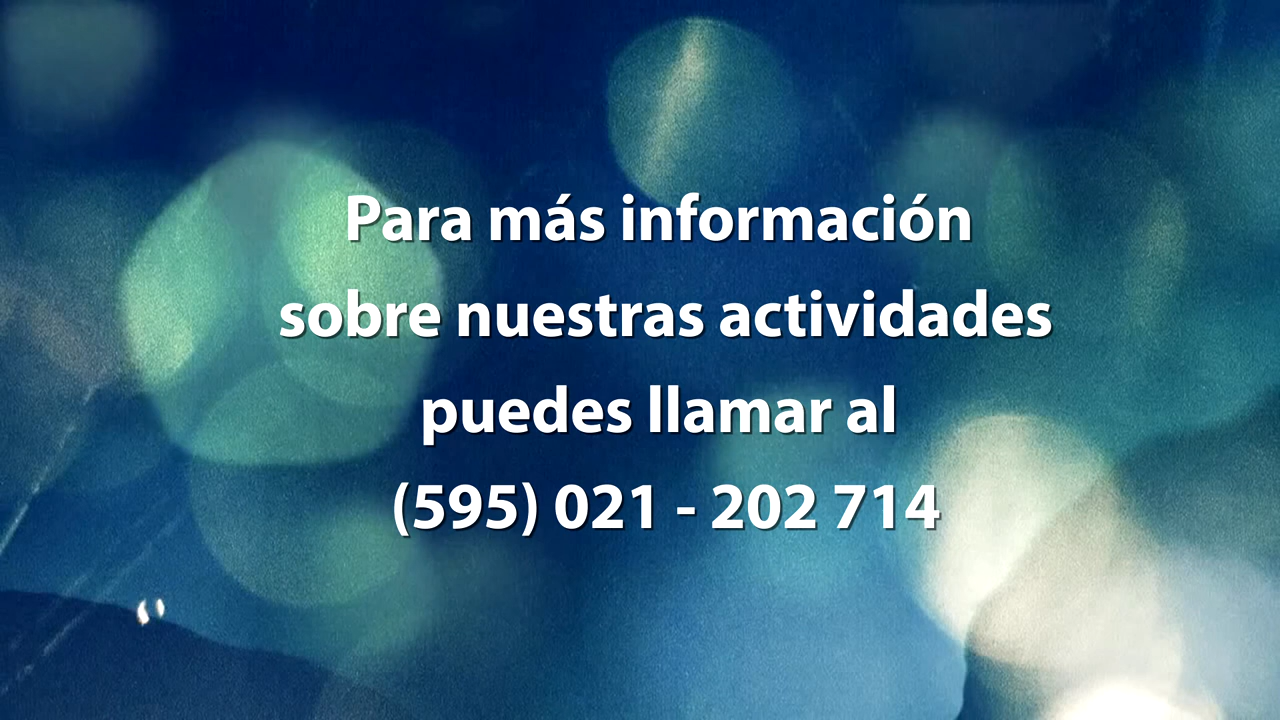 Para más información
sobre nuestras actividades
puedes llamar al
(595) 021 - 202 714